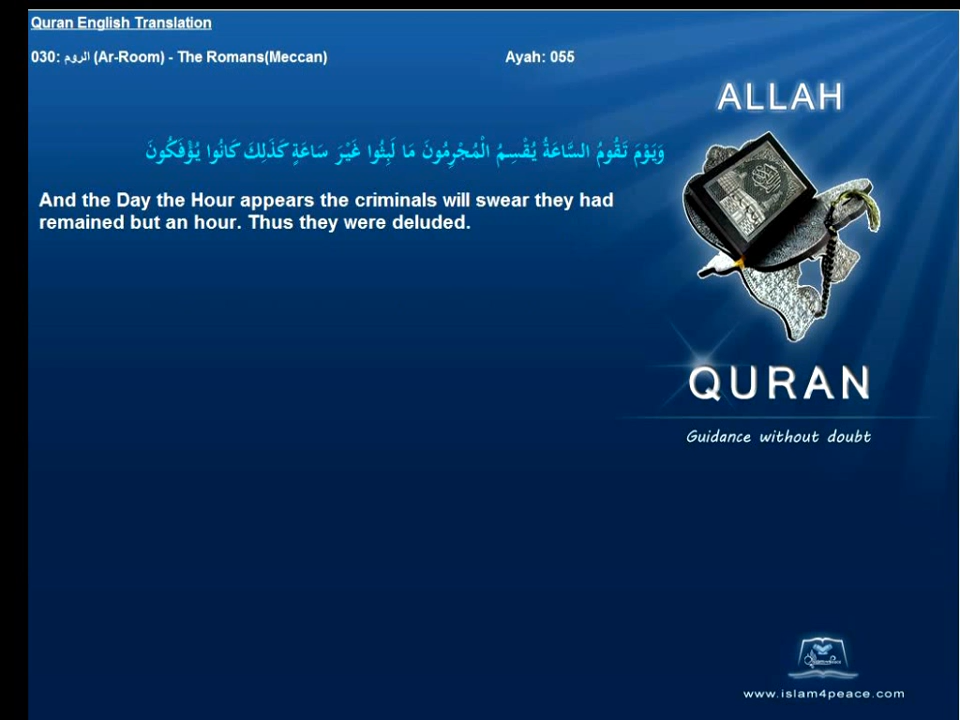 Quran English Translation
030: الروم (Ar-Room) - The Romans(Meccan) Ayah: 055
ALLAH
وَيَوْمَ تَقُومُ السَّاعَةُ يُقْسِمُ الْمُجْرِمُونَ مَا لَبِثُوا غَيْرَ سَاعَةٍ كَذَلِكَ كَانُوا يُؤْفَكُونَ
And the Day the Hour appears the criminals will swear they had
remained but an hour. Thus they were deluded.
QURAN
Guidance without doubt
www.islam4peace.com